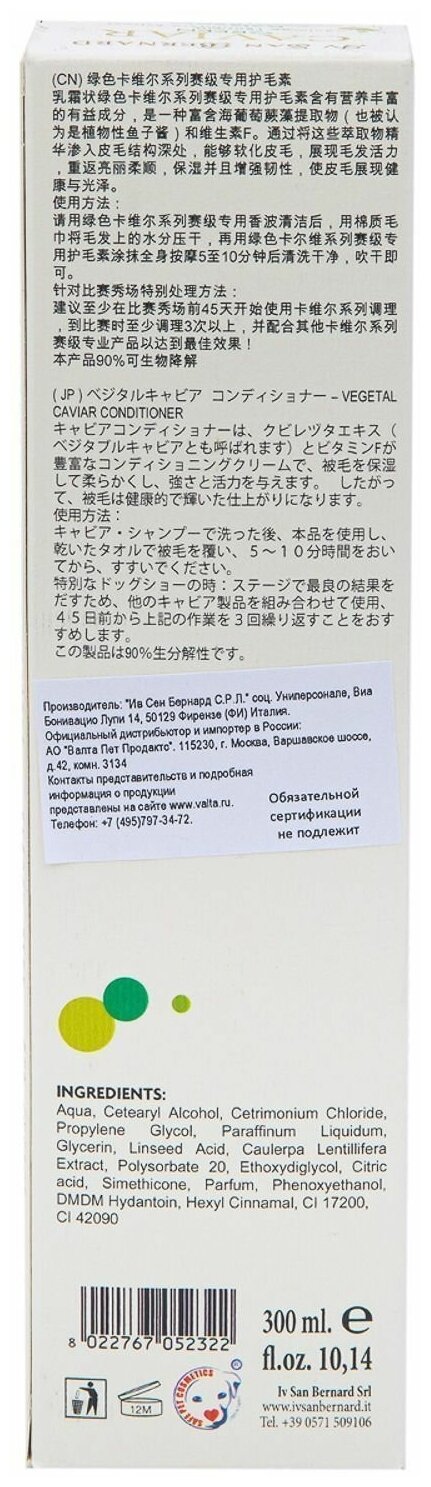 IV SAN BERNARD
CAVIAR
(CN) 绿色卡维尔系列赛级专用护毛素
乳霜状绿色卡维尔系列赛级专用护毛素含有营养丰富
的有益成分，是一种富含海葡萄蕨藻提取物（也被认
为是植物性鱼子酱）和维生素F。通过将这些萃取物精
华渗入皮毛结构深处，能够软化皮毛，展现毛发活力
，重返亮丽柔顺，保湿并且增强韧性，使皮毛展现健
康与光泽。
使用方法：
请用绿色卡维尔系列赛级专用香波清洁后，用棉质毛
巾将毛发上的水分压干，再用绿色卡尔维系列赛级专
用护毛素涂抹全身按摩5至10分钟后清洗干净，吹干即
可。
针对比赛秀场特别处理方法：
建议至少在比赛秀场前45天开始使用卡维尔系列调理
，到比赛时至少调理3次以上，并配合其他卡维尔系列
赛级专业产品以达到最佳效果！
本产品90%可生物降解
( JP ) ベジタルキャビア コンディショナー – VEGETAL
CAVIAR CONDITIONER
キャビアコンディショナーは、クビレヅタエキス（
ベジタブルキャビアとも呼ばれます）とビタミンFが
豊富なコンディショニングクリームで、被毛を保湿
して柔らかくし、強さと活力を与えます。 したがっ
て、被毛は健康的で輝いた仕上がりになります。
使用方法：
キャビア・シャンプーで洗った後、本品を使用し、
乾いたタオルで被毛を覆い、５～１０分時間をおい
てから、すすいでください。
特別なドッグショーの時：ステージで最良の結果を
だすため、他のキャビア製品を組み合わせて使用、
４５日前から上記の作業を３回繰り返すことをおす
すめします。
この製品は90%生分解性です。
Производитель: "Ив Сен Бернард С.Р.Л." соц. Униперсонале, Виа
Бонивацио Лупи 14, 50129 Фирензе (ФИ) Италия.
Официальный дистрибьютор и импортер в России:
АО "Валта Пет Продактс". 115230, г. Москва, Варшавское шоссе,
д.42, комн. 3134
Контакты представительств и подробная
информация о продукции
представлены на сайте www.valta.ru.
Телефон: +7 (495)797-34-72.
Обязательной
сертификации
не подлежит
INGREDIENTS:
Aqua, Cetearyl Alcohol, Cetrimonium Chloride,
Propylene Glycol, Paraffinum Liquidum,
Glycerin, Linseed Acid, Caulerpa Lentillifera
Extract, Polysorbate 20, Ethoxydiglycol, Citric
acid, Simethicone, Parfum, Phenoxyethanol,
DMDM Hydantoin, Hexyl Cinnamal, CI 17200,
CI 42090
8 022767 052322
300 ml. e
fl.oz. 10,14
12M
SAFE PET COSMETICS
Iv San Bernard Srl
www.ivsanbernard.it
Tel. +39 0571 509106